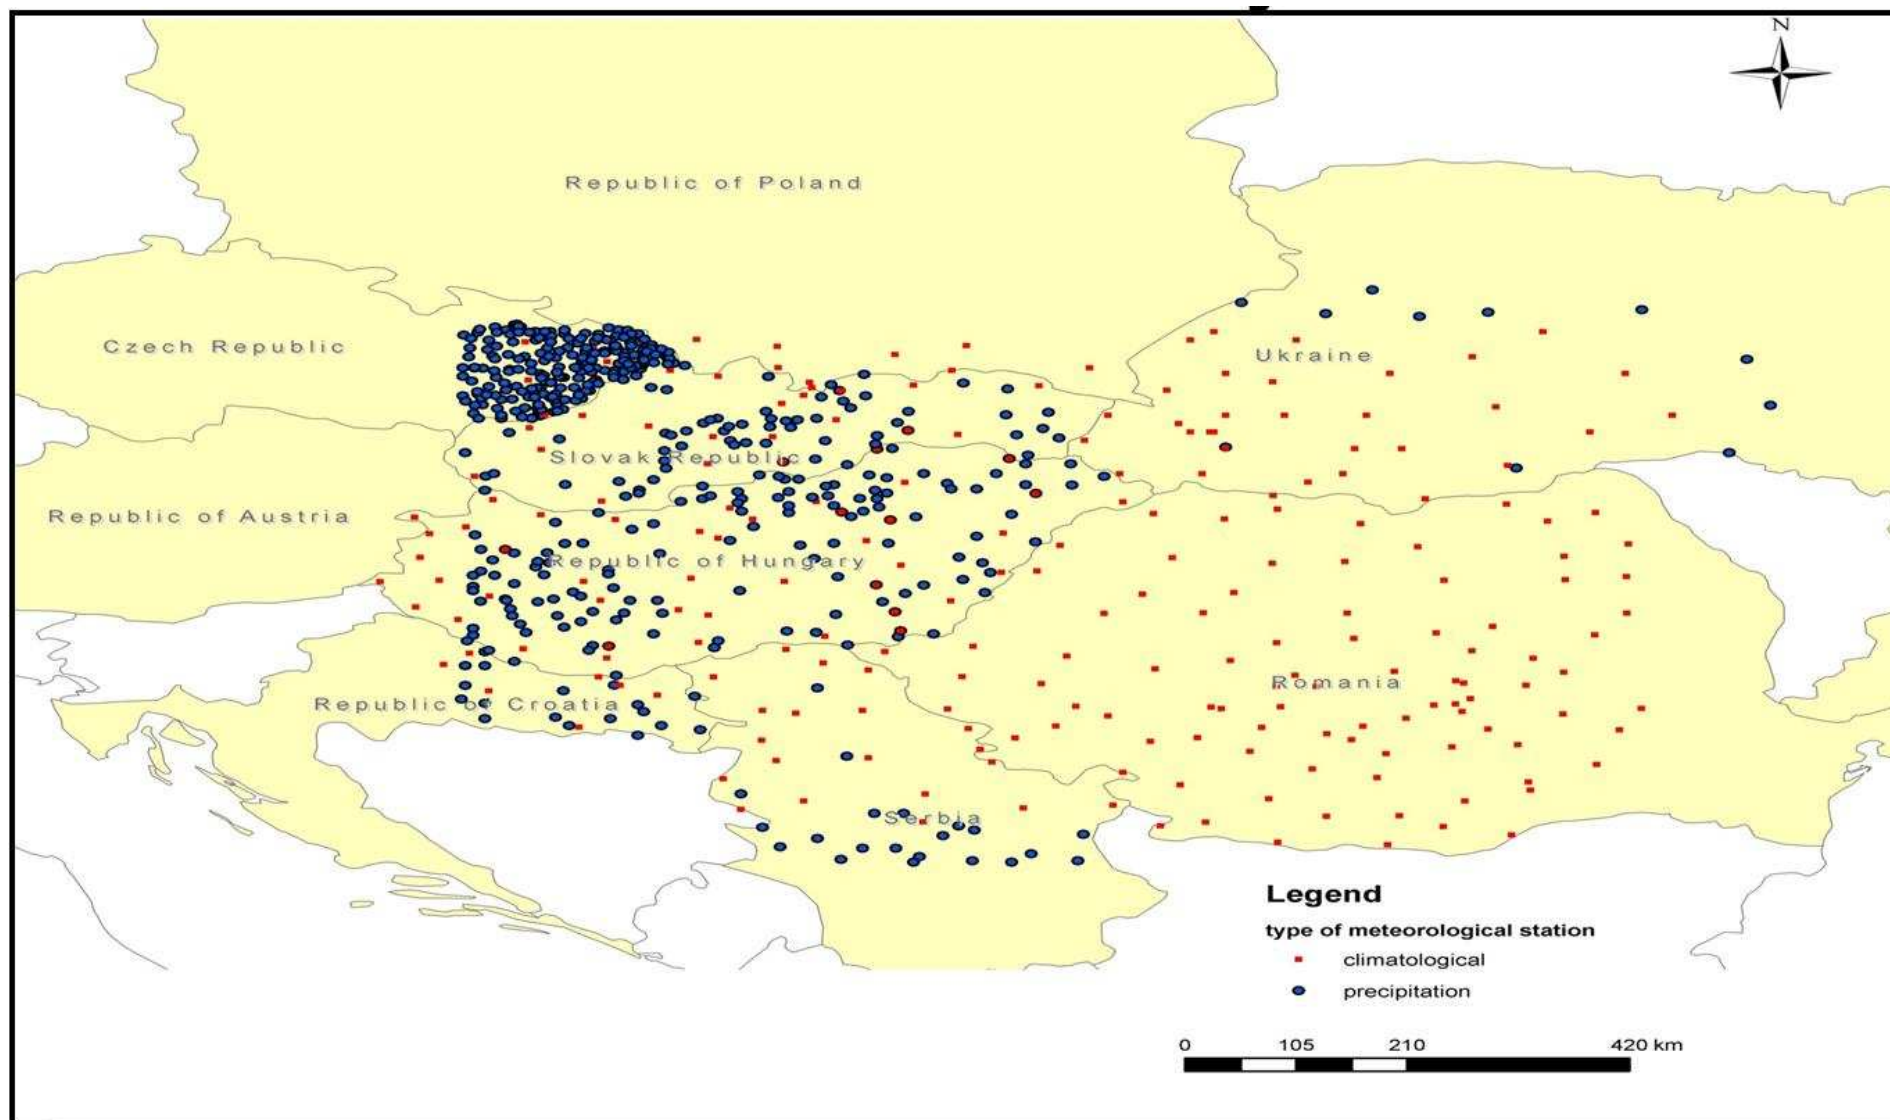 N
Republic of Poland
Czech Republic
Ukraine
Slovak Republic
Republic of Austria
Republic of Hungary
Romania
Republic of Croatia
Serbia
Legend
type of meteorological station
climatological
precipitation
0 105 210 420 km